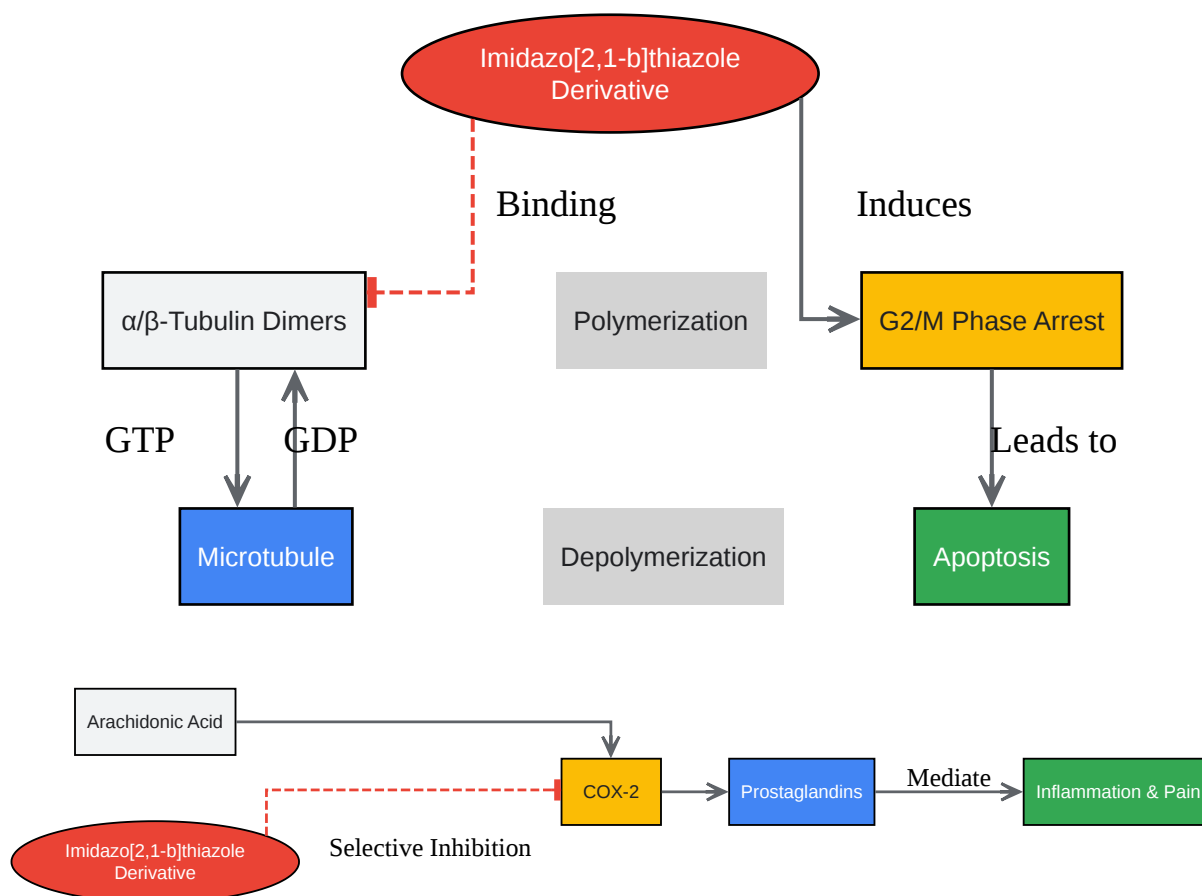 Imidazo[2,1-b]thiazole
Derivative
Binding
Induces
α/β-Tubulin Dimers
Polymerization
G2/M Phase Arrest
GTP
GDP
Leads to
Microtubule
Depolymerization
Apoptosis
Arachidonic Acid
COX-2
Prostaglandins
Mediate
Inflammation & Pain
Imidazo[2,1-b]thiazole
Derivative
Selective Inhibition